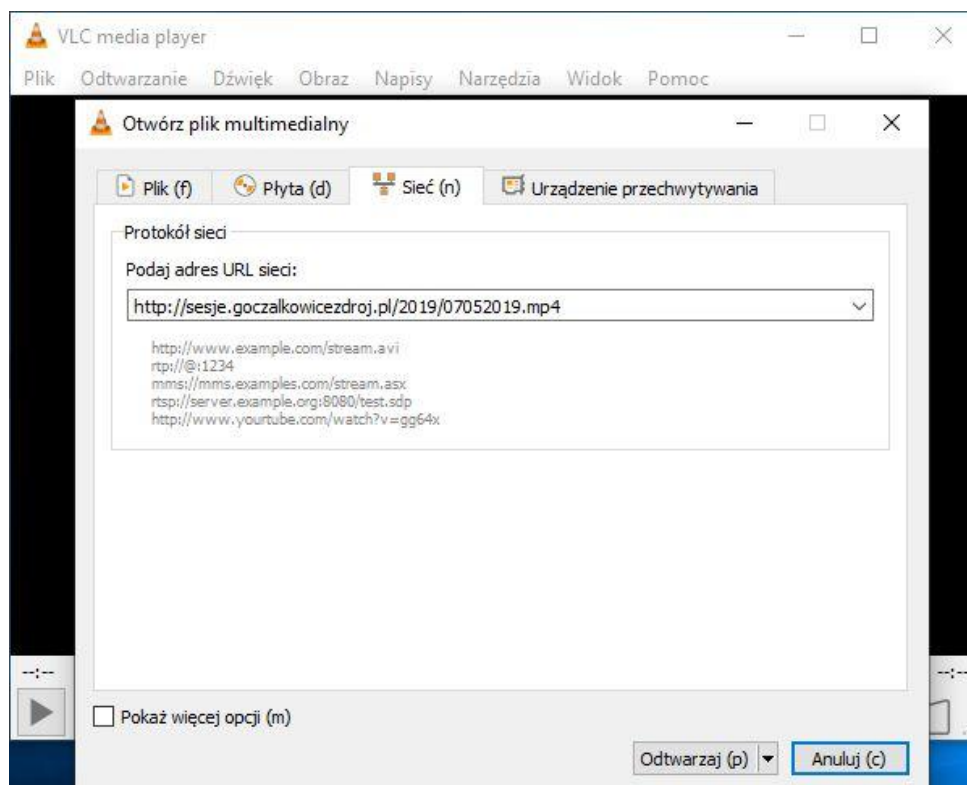 VLC media player
Plik Odtwarzanie Dźwięk Obraz Napisy Narzędzia Widok Pomoc
Otwórz plik multimedialny
Plik (f) Płyta (d) Sieć (n) Urządzenie przechwytywania
Protokół sieci
Podaj adres URL sieci:
http://sesje.goczalkowicezdroj.pl/2019/07052019.mp4
http://www.example.com/stream.avi
rtp://@:1234
mms://mms.examples.com/stream.asx
rtsp://server.example.org:8080/test.sdp
http://www.yourtube.com/watch?v=gg64x
--:-- --:--
Pokaż więcej opcji (m)
Odtwarzaj (p) Anuluj (c)